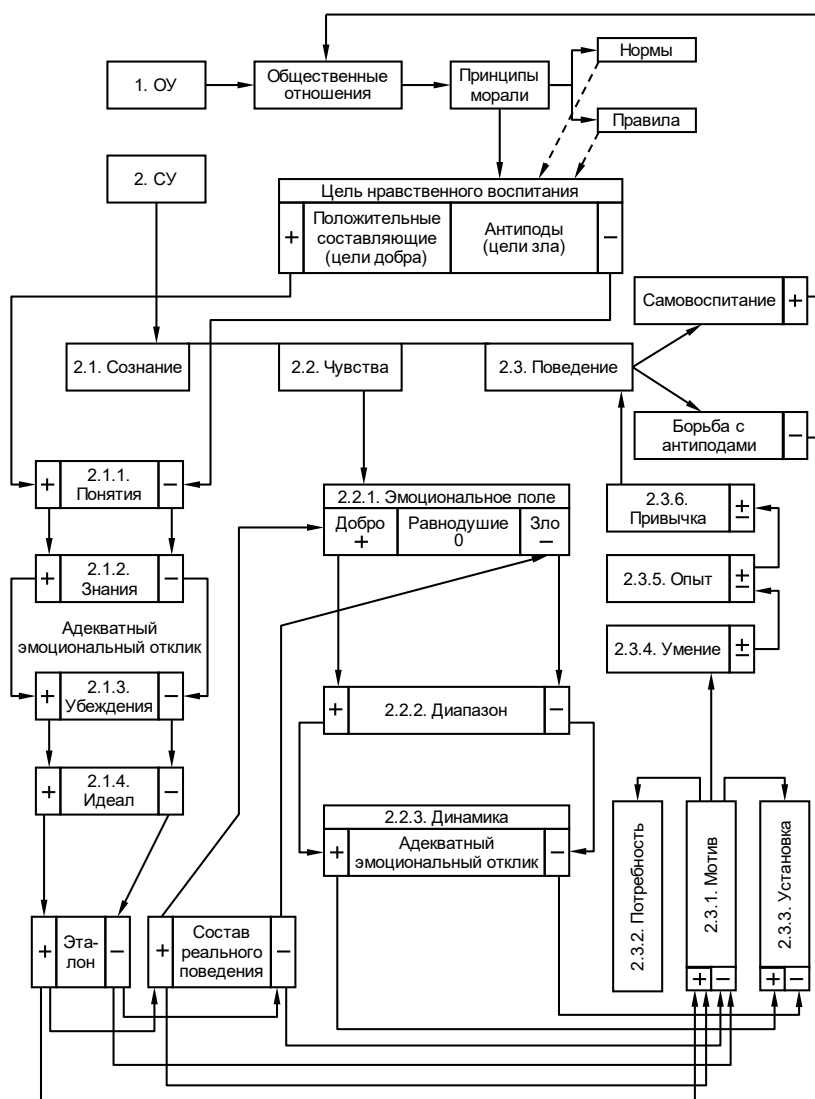 Нормы
1. ОУ
Общественные
отношения
Принципы
морали
Правила
2. СУ
Цель нравственного воспитания
+
Положительные
составляющие
(цели добра)
Антиподы
(цели зла)
−
Самовоспитание
+
2.1. Сознание
2.2. Чувства
2.3. Поведение
Борьба с
антиподами
−
+
2.1.1.
Понятия
−
2.2.1. Эмоциональное поле
Добро
+
Равнодушие
0
Зло
−
2.3.6.
Привычка
±
+
2.1.2.
Знания
−
2.3.5. Опыт
±
Адекватный
эмоциональный отклик
2.3.4. Умение
±
+
2.1.3.
Убеждения
−
+
2.2.2. Диапазон
−
+
2.1.4.
Идеал
−
2.2.3. Динамика
+
Адекватный
эмоциональный отклик
−
2.3.2. Потребность
2.3.1. Мотив
+
−
2.3.3. Установка
+
−
+
Эта-
лон
−
+
Состав
реального
поведения
−